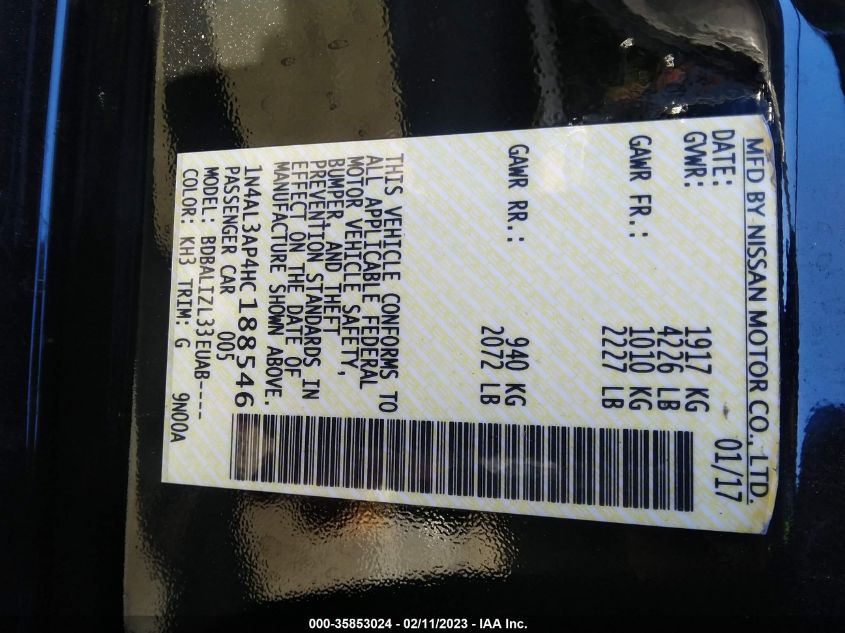 MFD BY NISSAN MOTOR CO., LTD.
DATE: 01/17
GVWR: 1917 KG
4226 LB
GAWR FR.: 1010 KG
2227 LB
GAWR RR.: 940 KG
2072 LB
THIS VEHICLE CONFORMS TO
ALL APPLICABLE FEDERAL
MOTOR VEHICLE SAFETY,
BUMPER, AND THEFT
PREVENTION STANDARDS IN
EFFECT ON THE DATE OF
MANUFACTURE SHOWN ABOVE.
1N4AL3AP4HC188546
PASSENGER CAR 005
MODEL: BDBALIZL33EUAB----
COLOR: KH3 TRIM: G 9N00A
000-35853024 - 02/11/2023 - IAA Inc.